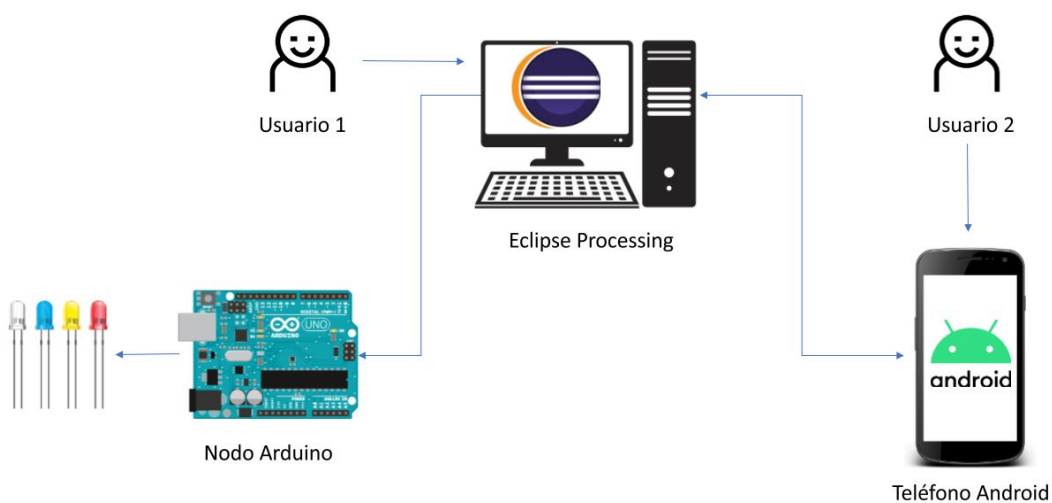 Usuario 1
Usuario 2
Eclipse Processing
UNO
ARDUINO
android
Nodo Arduino
Teléfono Android